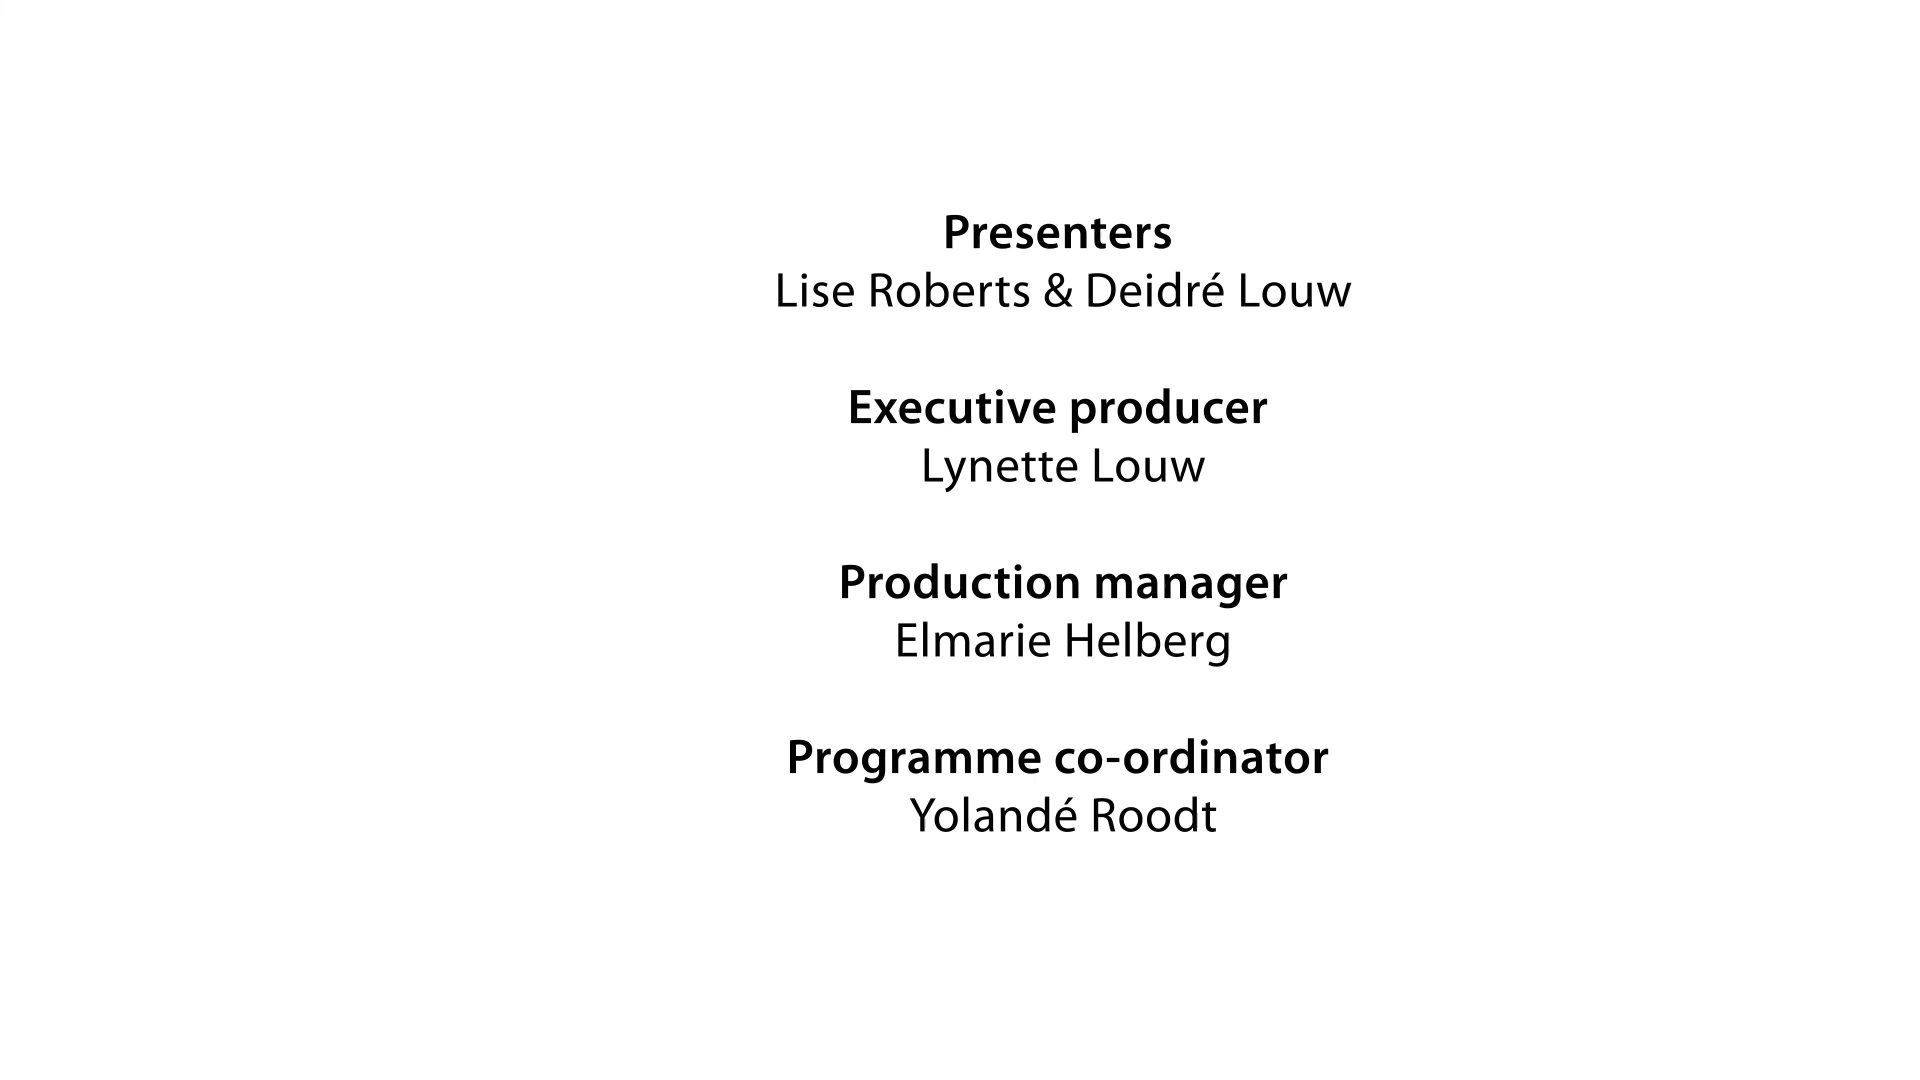 Presenters
Lise Roberts & Deidré Louw
Executive producer
Lynette Louw
Production manager
Elmarie Helberg
Programme co-ordinator
Yolandé Roodt